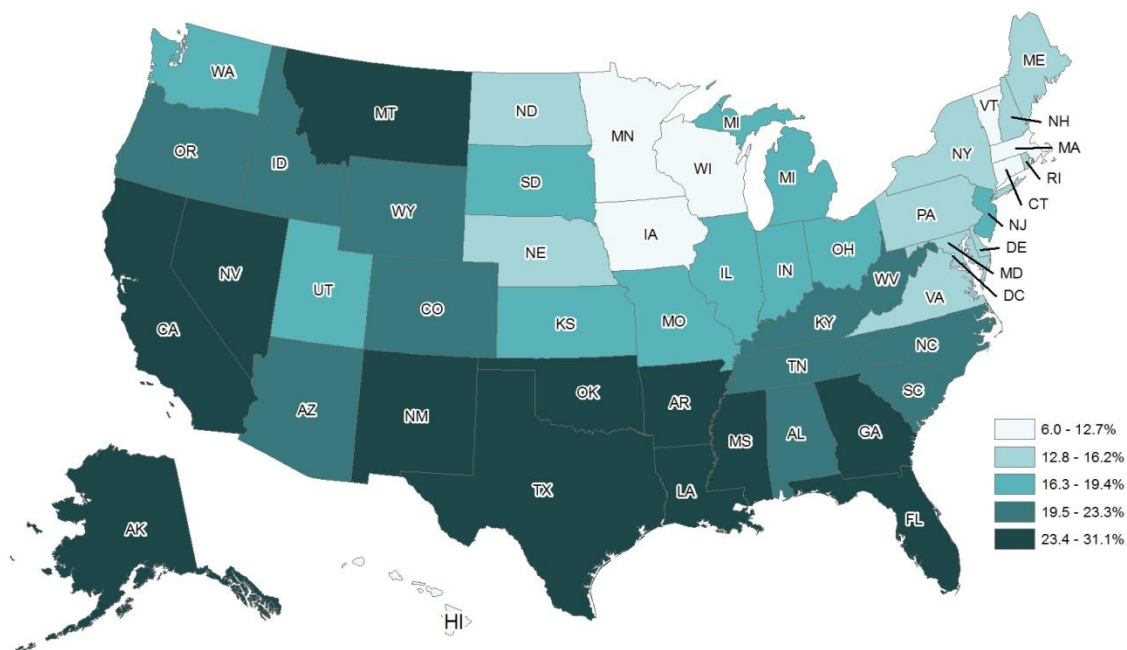 ME
WA
VT
MT
ND
NH
MN
MI
MA
OR
NY
ID
WI
SD
MI
RI
CT
WY
PA
NJ
IA
NE
OH
DE
IL
IN
MD
NV
WV
DC
UT
VA
CO
CA
KS
MO
KY
NC
TN
OK
SC
AZ
NM
AR
MS
AL
GA
6.0 - 12.7%
12.8 - 16.2%
TX
LA
16.3 - 19.4%
FL
19.5 - 23.3%
AK
23.4 - 31.1%
HI